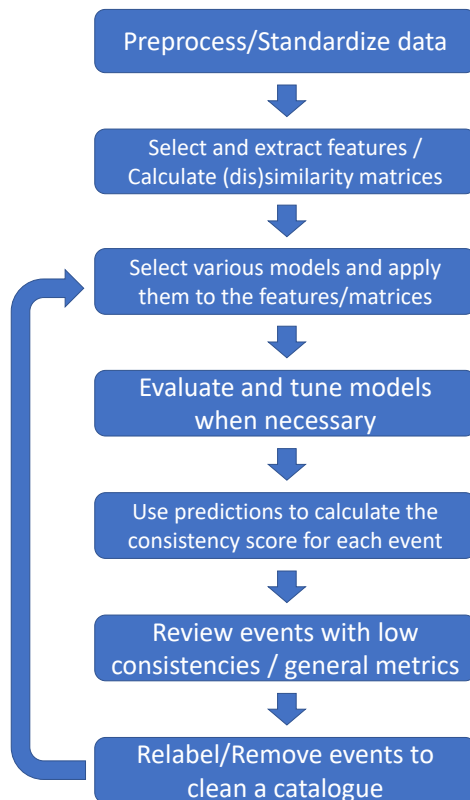 Preprocess/Standardize data
Select and extract features /
Calculate (dis)similarity matrices
Select various models and apply
them to the features/matrices
Evaluate and tune models
when necessary
Use predictions to calculate the
consistency score for each event
Review events with low
consistencies / general metrics
Relabel/Remove events to
clean a catalogue